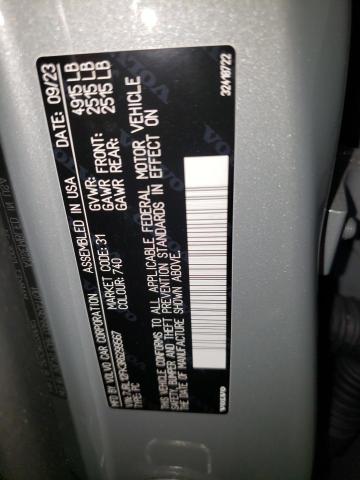 MFD. BY: VOLVO CAR CORPORATION ASSEMBLED IN USA DATE: 09/23
GVWR: 4915 LB
MARKET CODE: 31 GAWR FRONT: 2515 LB
TYPE: PC COLOUR: 740 GAWR REAR: 2515 LB
THIS VEHICLE CONFORMS TO ALL APPLICABLE FEDERAL MOTOR VEHICLE
SAFETY, BUMPER AND THEFT PREVENTION STANDARDS IN EFFECT ON
THE DATE OF MANUFACTURE SHOWN ABOVE.
VOLVO 32418722